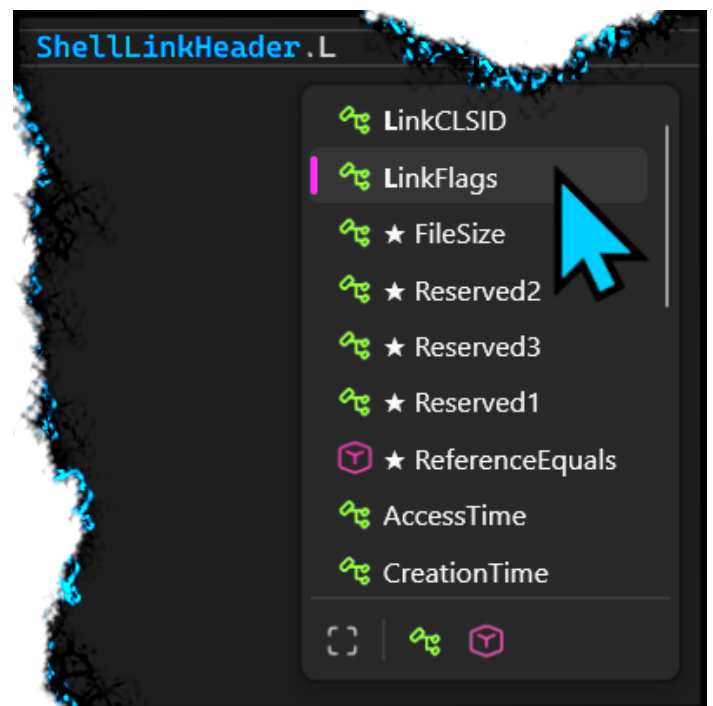 ShellLinkHeader.L
LinkCLSID
LinkFlags
★ FileSize
★ Reserved2
★ Reserved3
★ Reserved1
★ ReferenceEquals
AccessTime
CreationTime